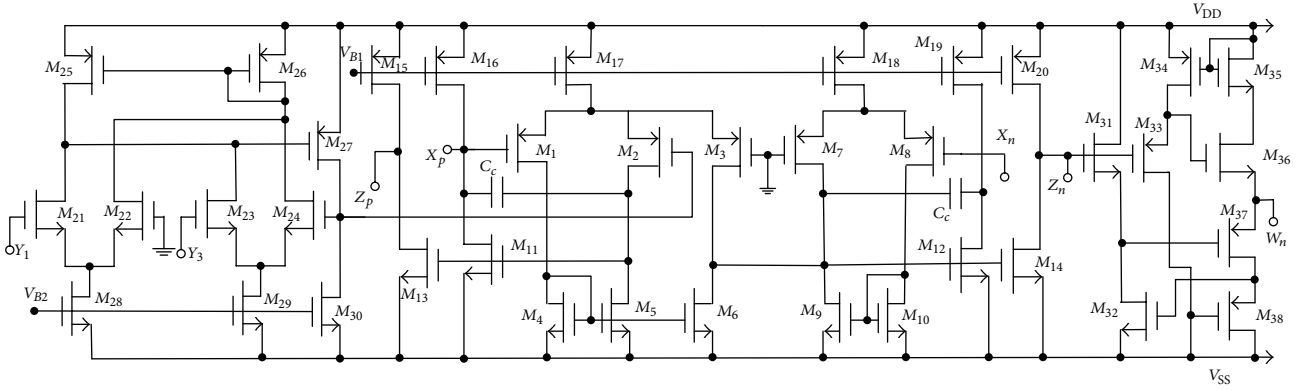 V_DD
M_25
M_26
V_B1
M_15
M_16
M_17
M_18
M_19
M_20
M_34
M_35
M_27
X_p
M_1
M_2
M_3
M_7
M_8
X_n
M_31
M_33
M_36
C_c
Z_p
Z_n
M_21
M_22
M_23
M_24
C_c
M_37
W_n
Y_1
Y_3
M_11
M_12
M_14
M_13
V_B2
M_28
M_29
M_30
M_4
M_5
M_6
M_9
M_10
M_32
M_38
V_SS